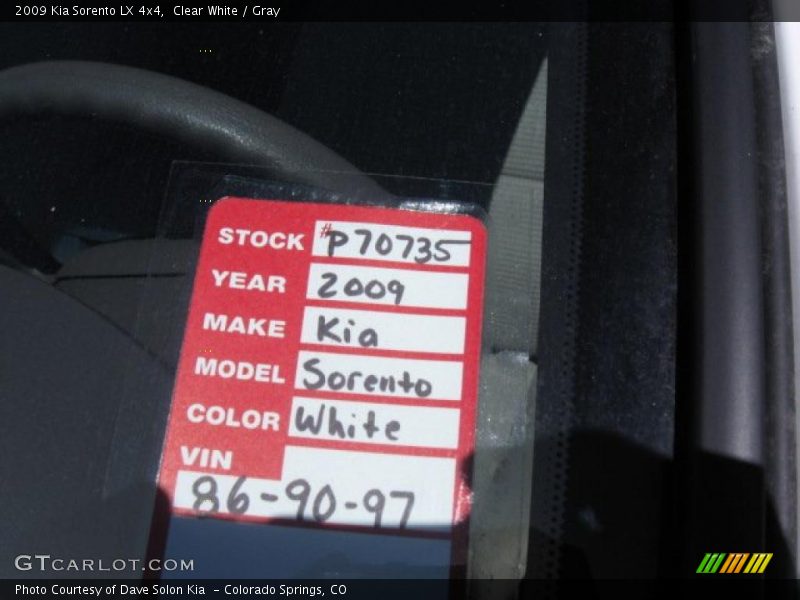 2009 Kia Sorento LX 4x4,  Clear White / Gray
STOCK #P70735
YEAR 2009
MAKE Kia
MODEL Sorento
COLOR White
VIN
86-90-97
GTCARLOT.COM
Photo Courtesy of Dave Solon Kia  - Colorado Springs, CO